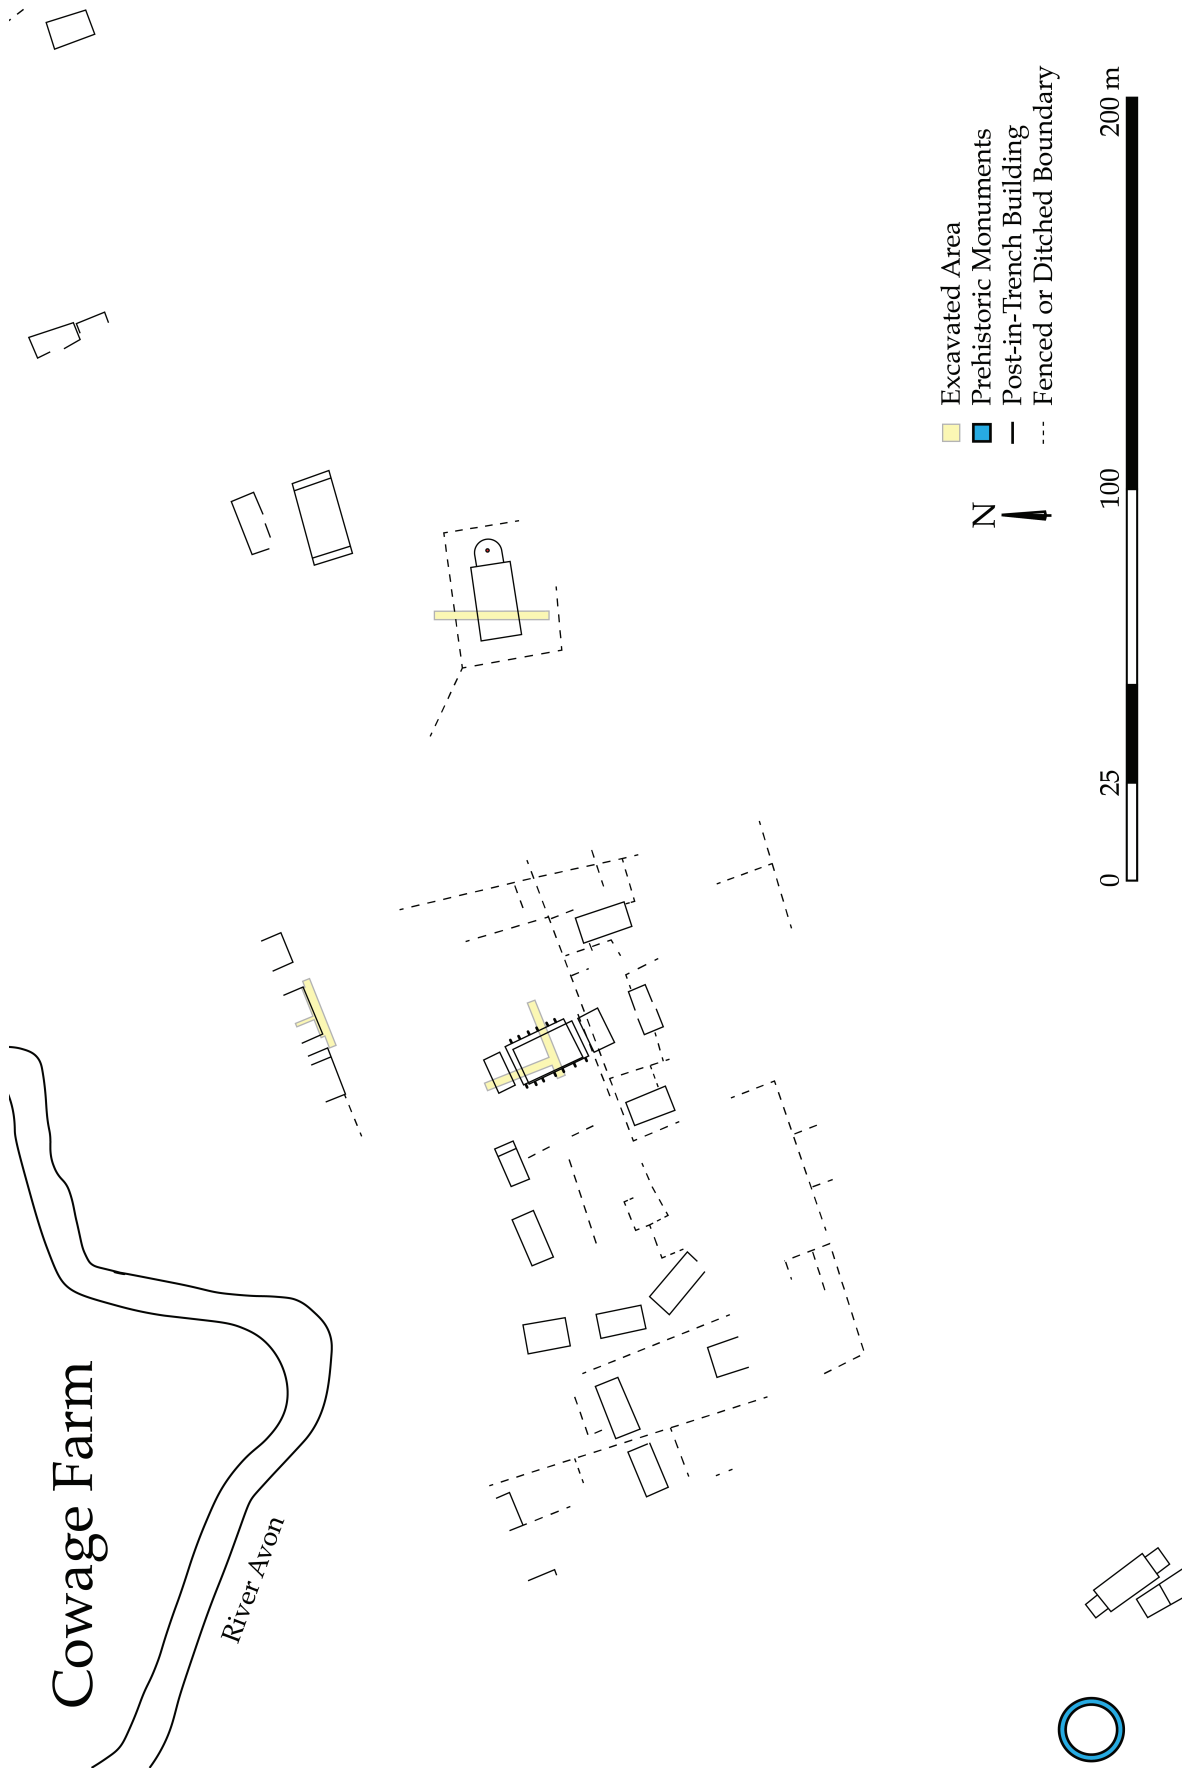 Cowage Farm
River Avon
Excavated Area
Prehistoric Monuments
Post-in-Trench Building
Fenced or Ditched Boundary
N
0 25 100 200 m